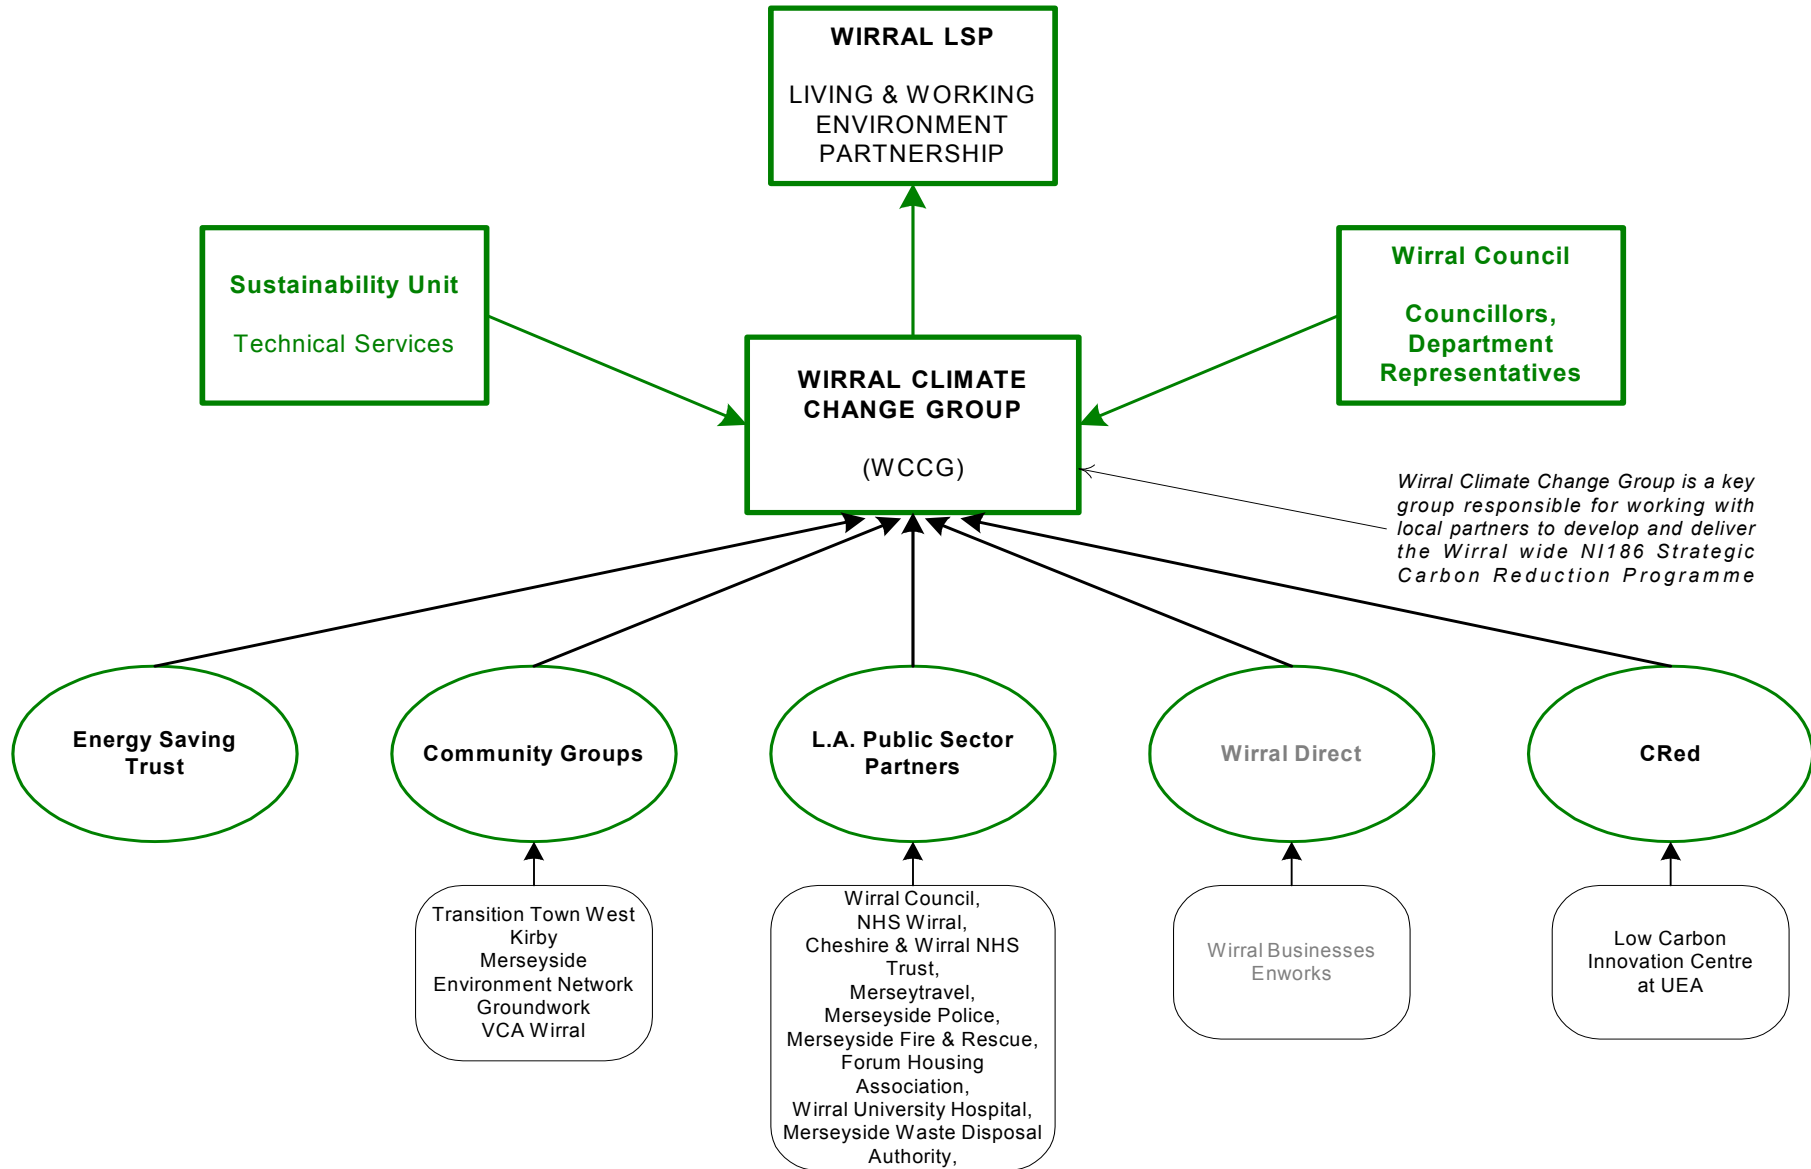 WIRRAL LSP
LIVING & WORKING
ENVIRONMENT
PARTNERSHIP
Sustainability Unit
Technical Services
Wirral Council
Councillors,
Department
Representatives
WIRRAL CLIMATE
CHANGE GROUP
(WCCG)
Wirral Climate Change Group is a key
group responsible for working with
local partners to develop and deliver
the Wirral wide NI186 Strategic
Carbon Reduction Programme
Energy Saving
Trust
Community Groups
L.A. Public Sector
Partners
Wirral Direct
CRed
Transition Town West
Kirby
Merseyside
Environment Network
Groundwork
VCA Wirral
Wirral Council,
NHS Wirral,
Cheshire & Wirral NHS
Trust,
Merseytravel,
Merseyside Police,
Merseyside Fire & Rescue,
Forum Housing
Association,
Wirral University Hospital,
Merseyside Waste Disposal
Authority,
Wirral Businesses
Enworks
Low Carbon
Innovation Centre
at UEA